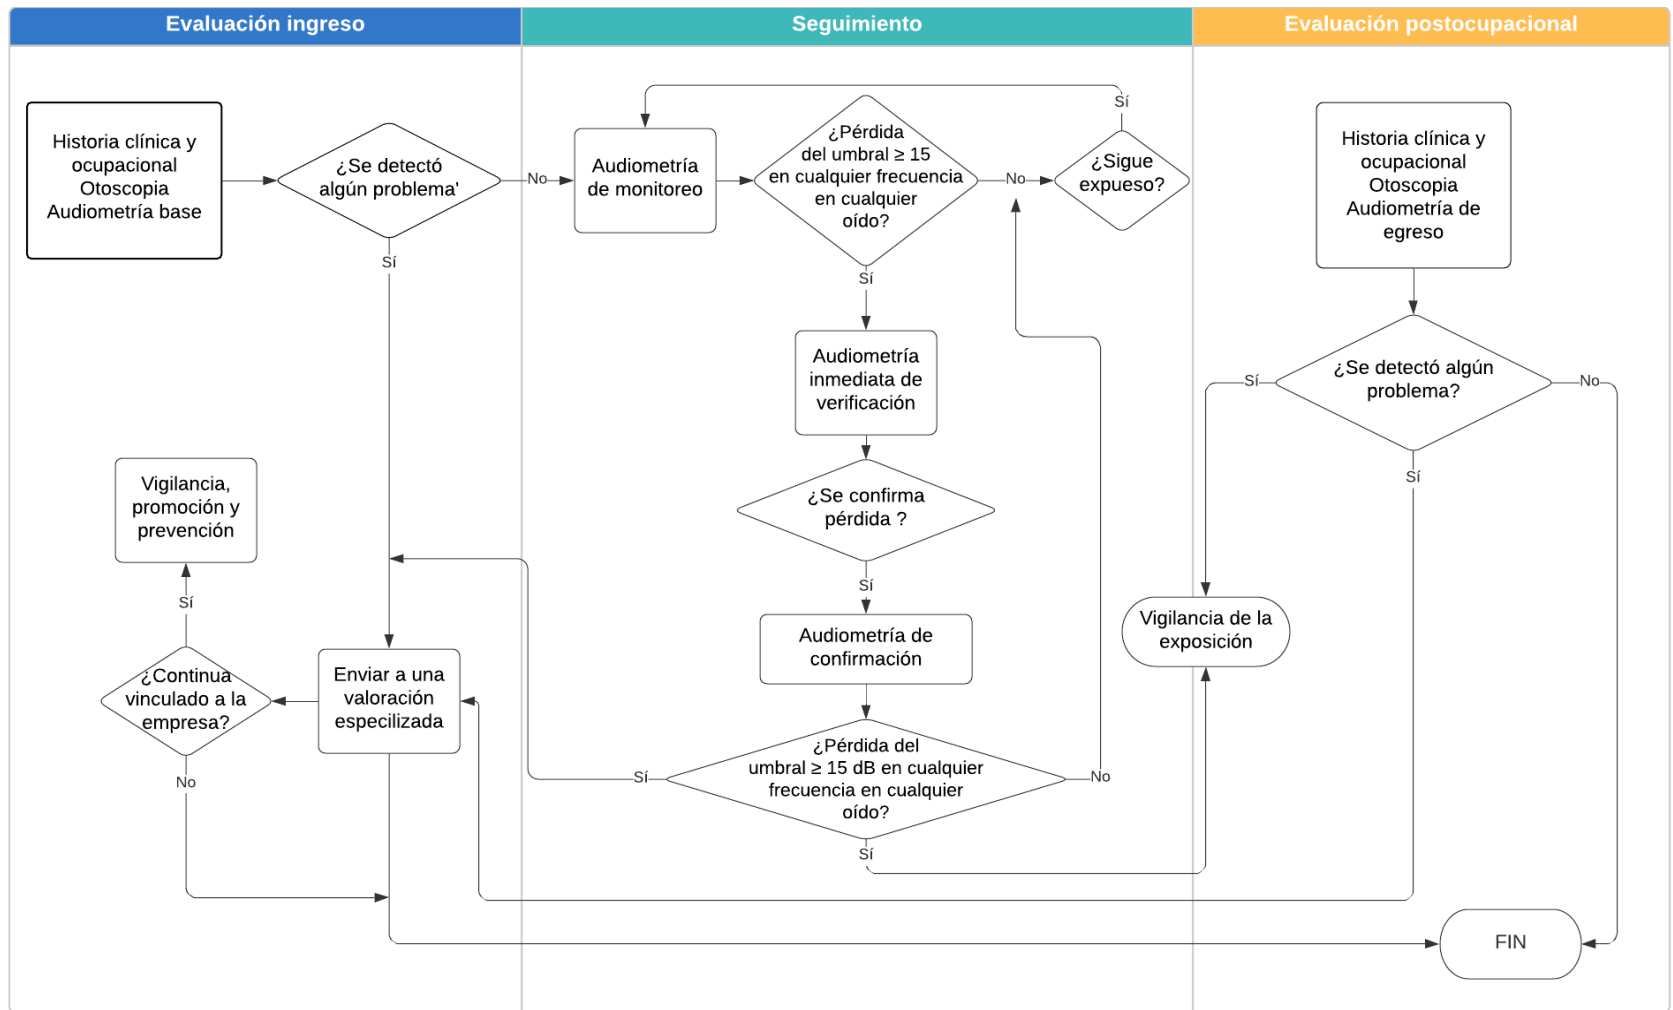 Evaluación ingreso
Seguimiento
Evaluación postocupacional
Historia clínica y
ocupacional
Otoscopia
Audiometría base
¿Se detectó
algún problema'
No
Sí
Audiometría
de monitoreo
¿Pérdida
del umbral ≥ 15
en cualquier frecuencia
en cualquier
oído?
No
Sí
¿Sigue
expueso?
Sí
Audiometría
inmediata de
verificación
¿Se confirma
pérdida ?
Sí
Audiometría de
confirmación
¿Pérdida del
umbral ≥ 15 dB en cualquier
frecuencia en cualquier
oído?
Sí
No
Sí
Vigilancia,
promoción y
prevención
Sí
¿Continua
vinculado a la
empresa?
No
Enviar a una
valoración
especilizada
Historia clínica y
ocupacional
Otoscopia
Audiometría de
egreso
¿Se detectó algún
problema?
Sí
No
Sí
Vigilancia de la
exposición
FIN